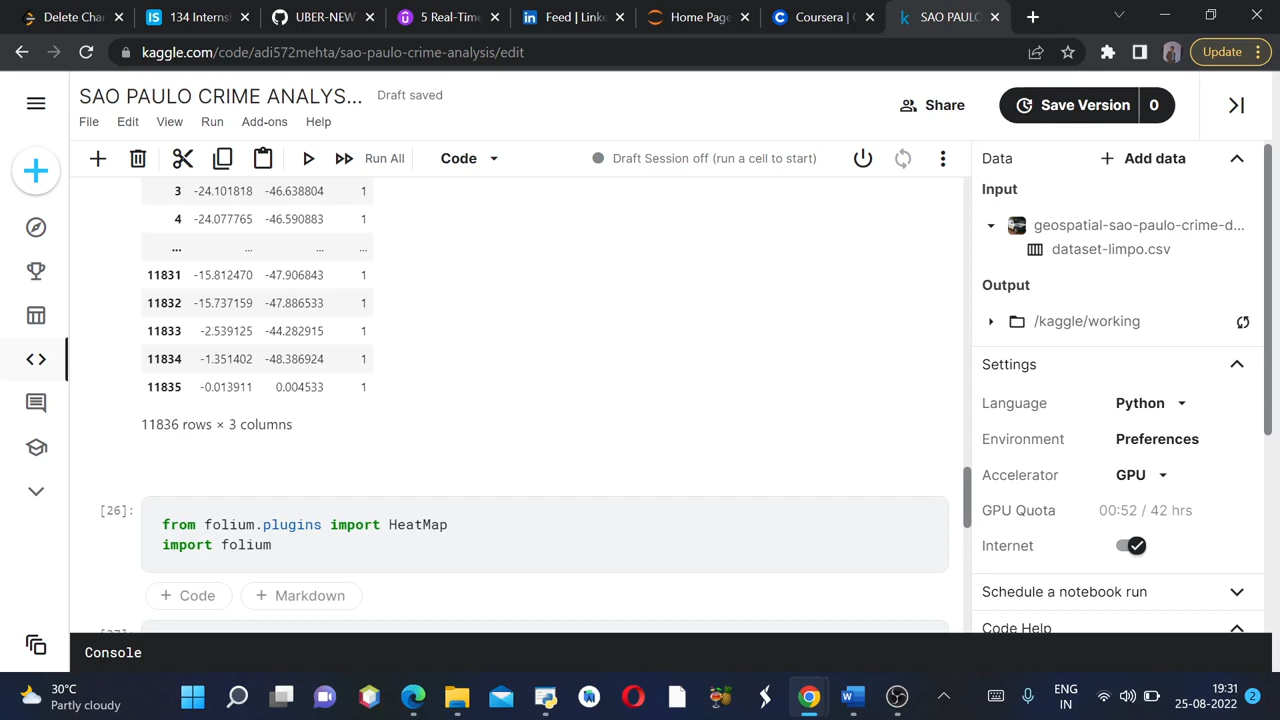 Delete Char
134 Interns
UBER-NEW
5 Real-Time
Feed | Linke
Home Page
Coursera |
SAO PAULO
kaggle.com/code/adi572mehta/sao-paulo-crime-analysis/edit
Update
SAO PAULO CRIME ANALYS... Draft saved
Share
Save Version 0
File Edit View Run Add-ons Help
Run All Code Draft Session off (run a cell to start)
Data Add data
3 -24.101818 -46.638804 1
Input
4 -24.077765 -46.590883 1
geospatial-sao-paulo-crime-d...
... ... ... ...
dataset-limpo.csv
11831 -15.812470 -47.906843 1
Output
11832 -15.737159 -47.886533 1
/kaggle/working
11833 -2.539125 -44.282915 1
11834 -1.351402 -48.386924 1
Settings
11835 -0.013911 0.004533 1
Language Python
11836 rows × 3 columns
Environment Preferences
Accelerator GPU
[26]:
GPU Quota 00:52 / 42 hrs
from folium.plugins import HeatMap
import folium
Internet
+ Code + Markdown
Schedule a notebook run
[27]:
Code Help
Console
30°C
Partly cloudy
ENG
IN
19:31
25-08-2022
2